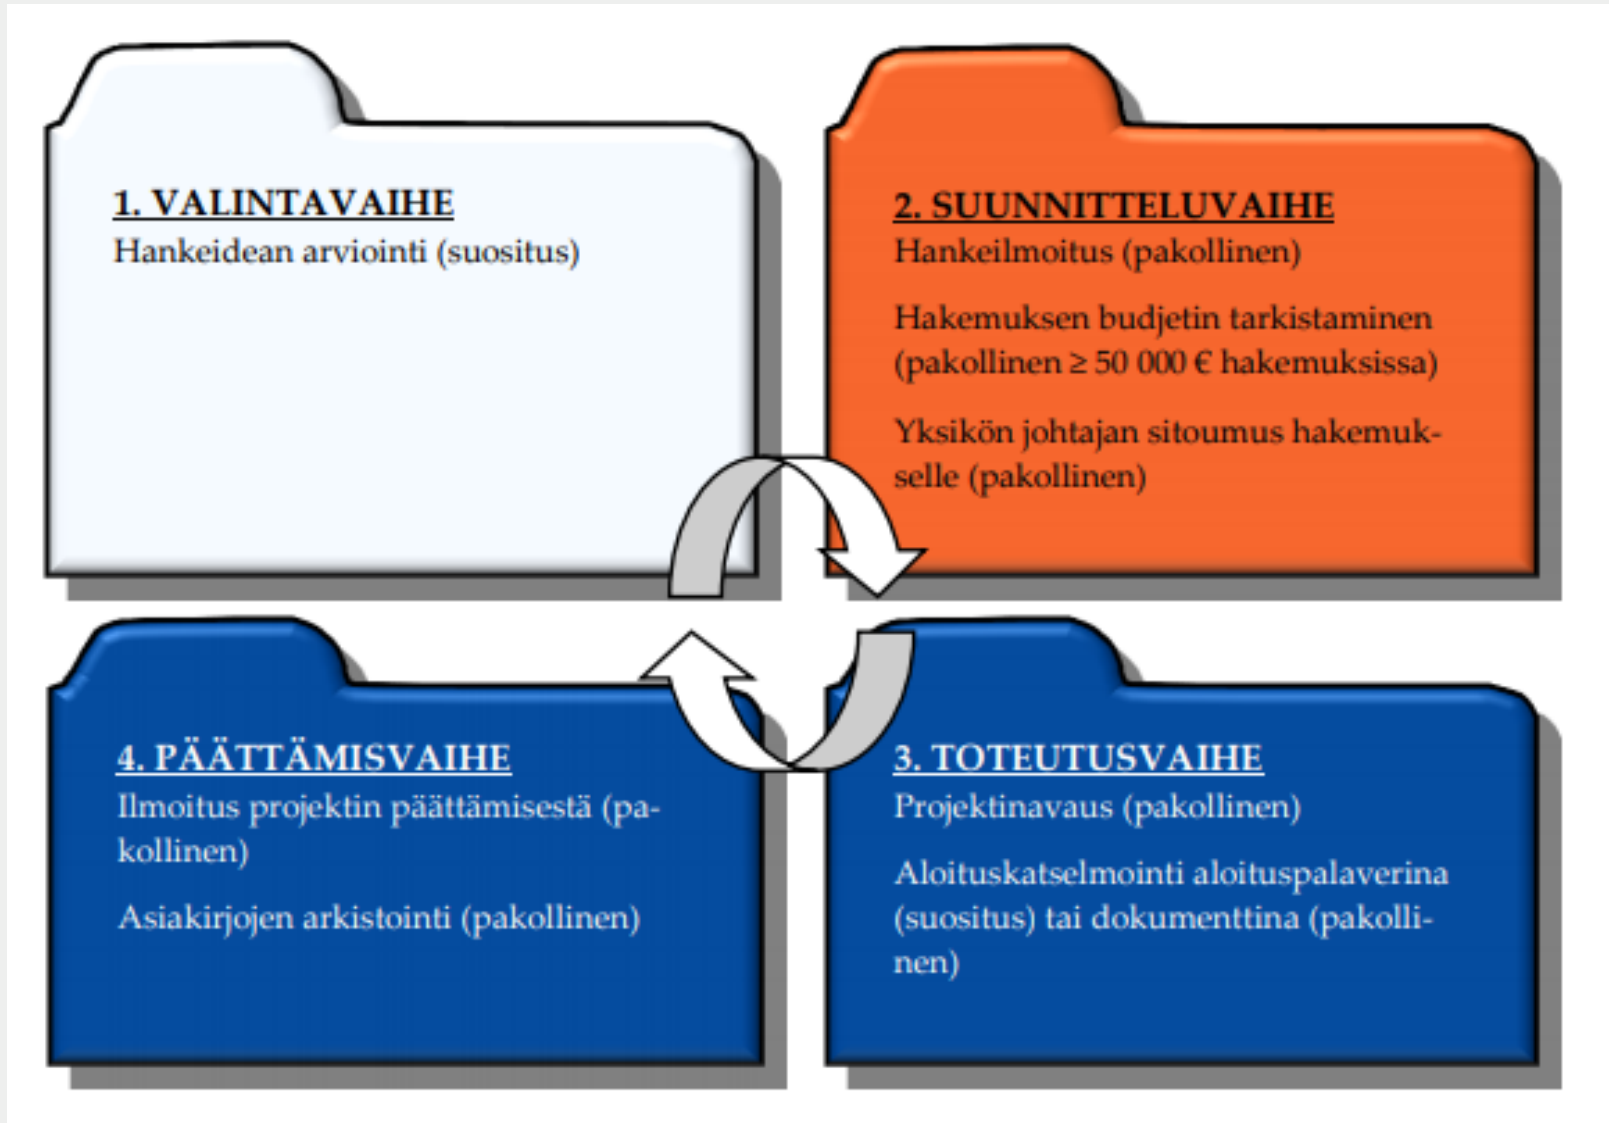 1. VALINTAVAIHE
Hankeidean arviointi (suositus)
2. SUUNNITTELUVAIHE
Hankeilmoitus (pakollinen)
Hakemuksen budjetin tarkistaminen
(pakollinen ≥ 50 000 € hakemuksissa)
Yksikön johtajan sitoumus hakemuk-
selle (pakollinen)
3. TOTEUTUSVAIHE
Projektinavaus (pakollinen)
Aloituskatselmointi aloituspalaverina
(suositus) tai dokumenttina (pakolli-
nen)
4. PÄÄTTÄMISVAIHE
Ilmoitus projektin päättämisestä (pa-
kollinen)
Asiakirjojen arkistointi (pakollinen)